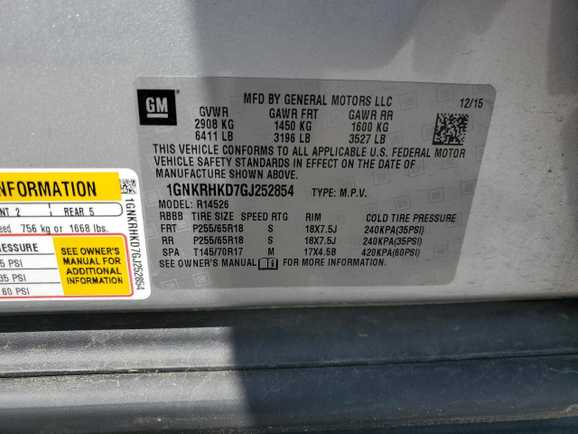 GM
MFD BY GENERAL MOTORS LLC
12/15
GVWR GAWR FRT GAWR RR
2908 KG 1450 KG 1600 KG
6411 LB 3196 LB 3527 LB
THIS VEHICLE CONFORMS TO ALL APPLICABLE U.S. FEDERAL MOTOR
VEHICLE SAFETY STANDARDS IN EFFECT ON THE DATE OF
MANUFACTURE SHOWN ABOVE.
1GNKRHKD7GJ252854 TYPE: M.P.V.
MODEL: R14526
RBBB TIRE SIZE SPEED RTG RIM COLD TIRE PRESSURE
FRT P255/65R18 S 18X7.5J 240KPA(35PSI)
RR P255/65R18 S 18X7.5J 240KPA(35PSI)
SPA T145/70R17 M 17X4.5B 420KPA(60PSI)
SEE OWNER'S MANUAL FOR MORE INFORMATION.
INFORMATION
2 REAR 5
756 kg or 1668 lbs.
SEE OWNER'S
MANUAL FOR
ADDITIONAL
INFORMATION
PSI
PSI
60 PSI
1GNKRHKD7GJ252854